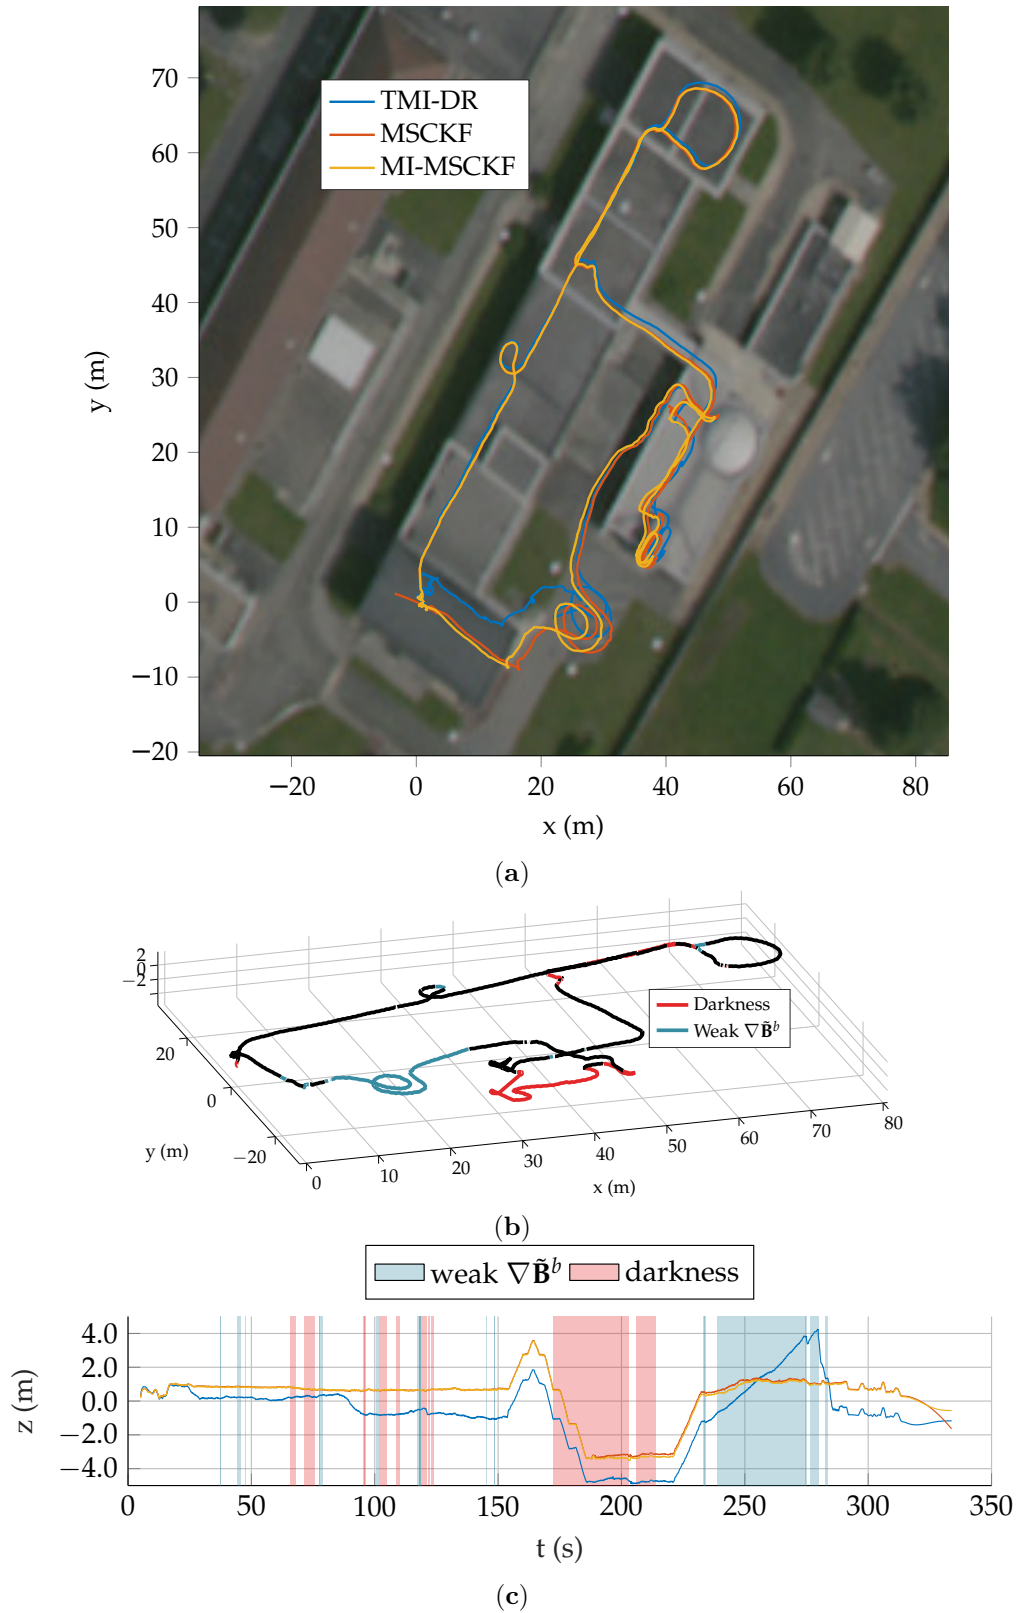 70
60
50
40
30
20
10
0
−10
−20
y (m)
TMI-DR
MSCKF
MI-MSCKF
−20 0 20 40 60 80
x (m)
(a)
2
0
−2
20
0
−20
y (m)
Darkness
Weak ∇B̃ᵇ
0 10 20 30 40 50 60 70 80
x (m)
(b)
weak ∇B̃ᵇ darkness
4.0
2.0
0.0
−2.0
−4.0
z (m)
0 50 100 150 200 250 300 350
t (s)
(c)